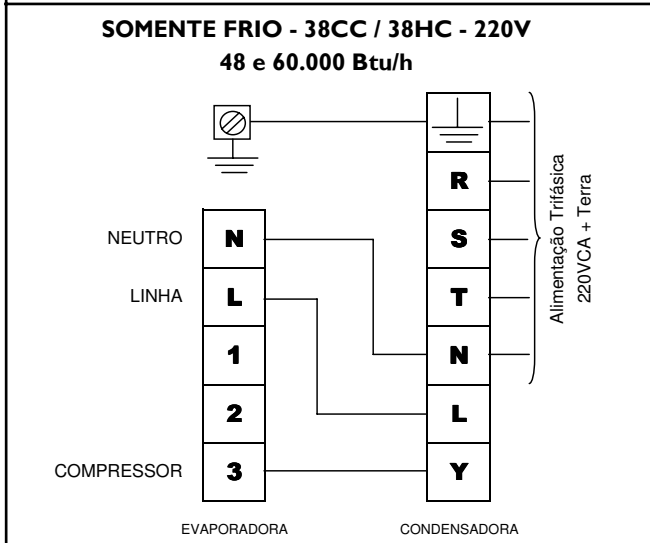 SOMENTE FRIO - 38CC / 38HC - 220V
48 e 60.000 Btu/h
R
NEUTRO N S
LINHA L T
1 N
2 L
COMPRESSOR 3 Y
Alimentação Trifásica
220VCA + Terra
EVAPORADORA CONDENSADORA